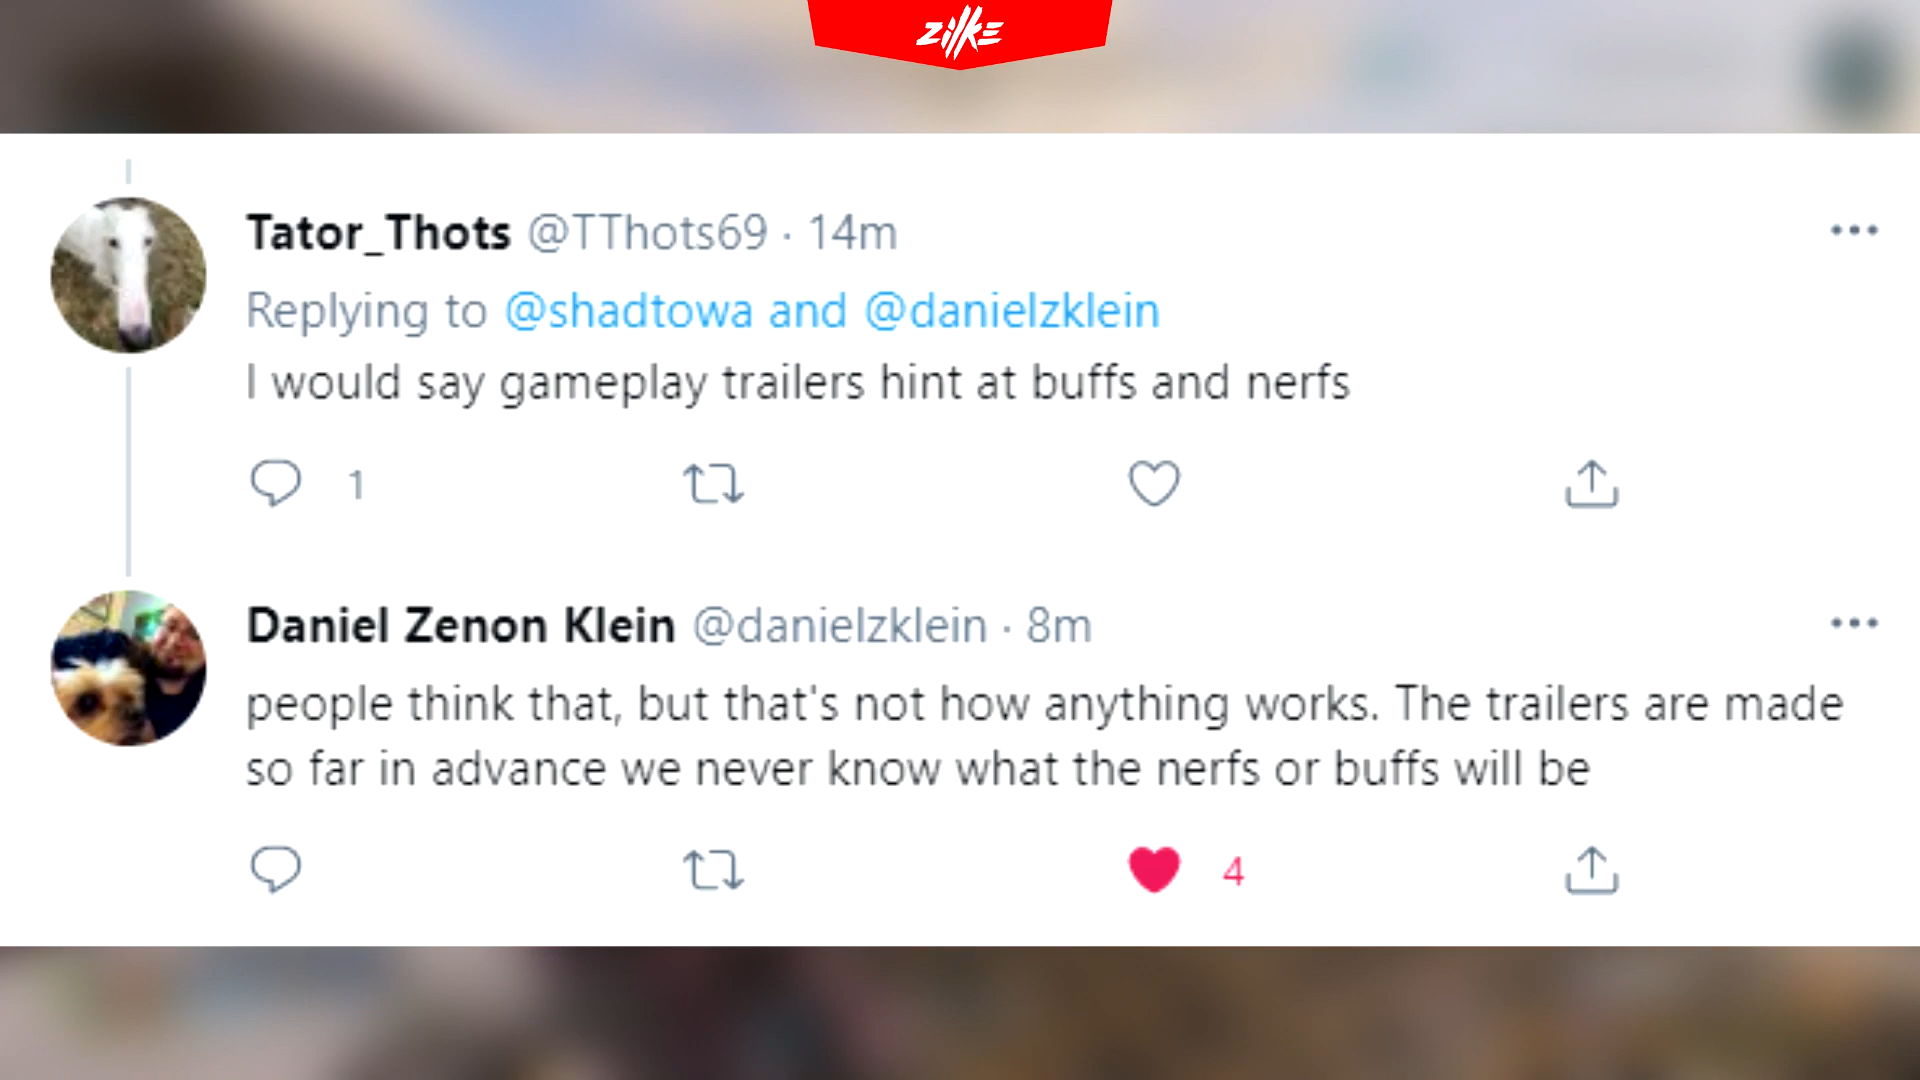 ZilKE
Tator_Thots @TThots69 · 14m
Replying to @shadtowa and @danielzklein
I would say gameplay trailers hint at buffs and nerfs
1
Daniel Zenon Klein @danielzklein · 8m
people think that, but that's not how anything works. The trailers are made
so far in advance we never know what the nerfs or buffs will be
4